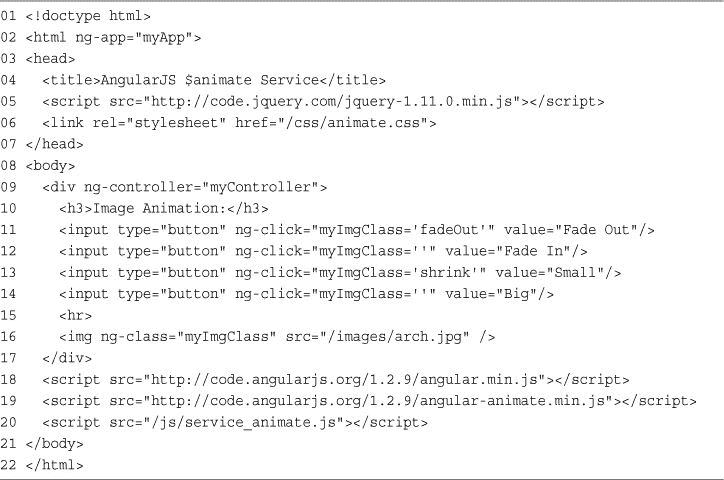 01 <!doctype html>
02 <html ng-app="myApp">
03 <head>
04   <title>AngularJS $animate Service</title>
05   <script src="http://code.jquery.com/jquery-1.11.0.min.js"></script>
06   <link rel="stylesheet" href="/css/animate.css">
07 </head>
08 <body>
09   <div ng-controller="myController">
10     <h3>Image Animation:</h3>
11     <input type="button" ng-click="myImgClass='fadeOut'" value="Fade Out"/>
12     <input type="button" ng-click="myImgClass=''" value="Fade In"/>
13     <input type="button" ng-click="myImgClass='shrink'" value="Small"/>
14     <input type="button" ng-click="myImgClass=''" value="Big"/>
15     <hr>
16     <img ng-class="myImgClass" src="/images/arch.jpg" />
17   </div>
18   <script src="http://code.angularjs.org/1.2.9/angular.min.js"></script>
19   <script src="http://code.angularjs.org/1.2.9/angular-animate.min.js"></script>
20   <script src="/js/service_animate.js"></script>
21 </body>
22 </html>